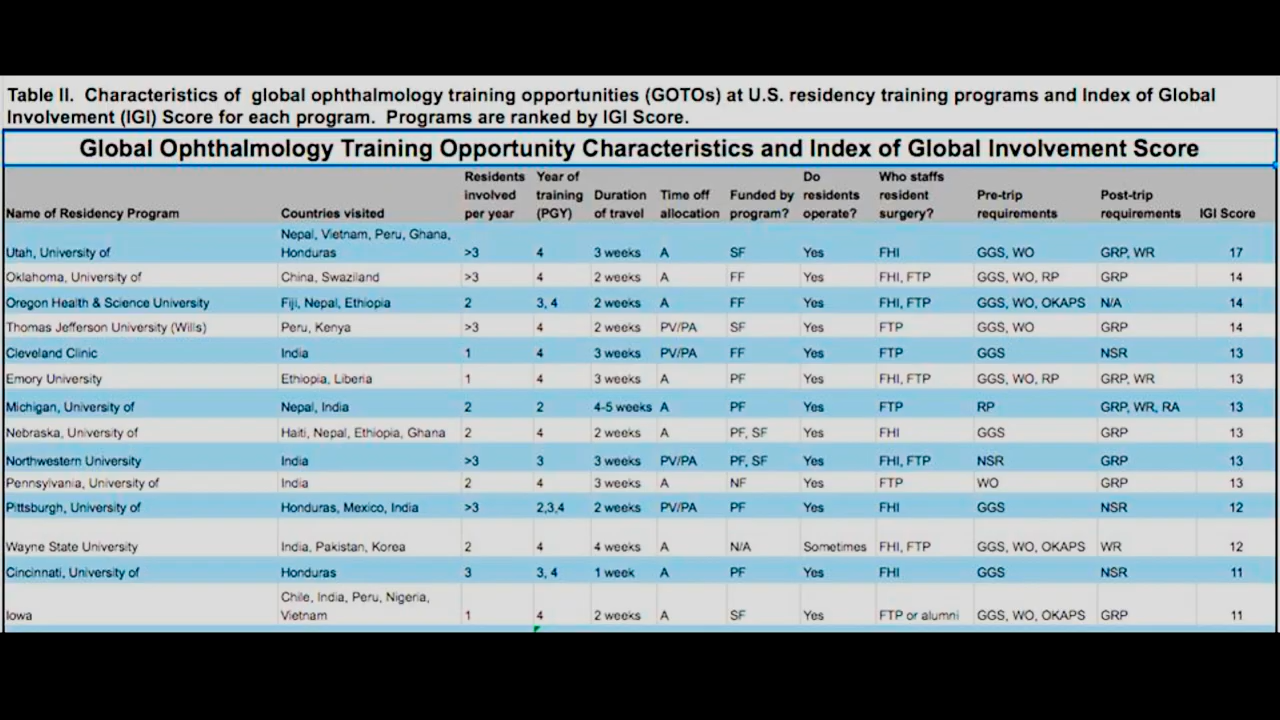 Table II. Characteristics of global ophthalmology training opportunities (GOTOs) at U.S. residency training programs and Index of Global
Involvement (IGI) Score for each program. Programs are ranked by IGI Score.
Global Ophthalmology Training Opportunity Characteristics and Index of Global Involvement Score
Name of Residency Program Countries visited Residents involved per year Year of training (PGY) Duration of travel Time off allocation Funded by program? Do residents operate? Who staffs resident surgery? Pre-trip requirements Post-trip requirements IGI Score
Utah, University of Nepal, Vietnam, Peru, Ghana, Honduras >3 4 3 weeks A SF Yes FHI GGS, WO GRP, WR 17
Oklahoma, University of China, Swaziland >3 4 2 weeks A FF Yes FHI, FTP GGS, WO, RP GRP 14
Oregon Health & Science University Fiji, Nepal, Ethiopia 2 3, 4 2 weeks A FF Yes FHI, FTP GGS, WO, OKAPS N/A 14
Thomas Jefferson University (Wills) Peru, Kenya >3 4 2 weeks PV/PA SF Yes FTP GGS, WO GRP 14
Cleveland Clinic India 1 4 3 weeks PV/PA FF Yes FTP GGS NSR 13
Emory University Ethiopia, Liberia 1 4 3 weeks A PF Yes FHI, FTP GGS, WO, RP GRP, WR 13
Michigan, University of Nepal, India 2 2 4-5 weeks A PF Yes FTP RP GRP, WR, RA 13
Nebraska, University of Haiti, Nepal, Ethiopia, Ghana 2 4 2 weeks A PF, SF Yes FHI GGS GRP 13
Northwestern University India >3 3 3 weeks PV/PA PF, SF Yes FHI, FTP NSR GRP 13
Pennsylvania, University of India 2 4 3 weeks A NF Yes FTP WO GRP 13
Pittsburgh, University of Honduras, Mexico, India >3 2,3,4 2 weeks PV/PA PF Yes FHI GGS NSR 12
Wayne State University India, Pakistan, Korea 2 4 4 weeks A N/A Sometimes FHI, FTP GGS, WO, OKAPS WR 12
Cincinnati, University of Honduras 3 3, 4 1 week A PF Yes FHI GGS NSR 11
Iowa Chile, India, Peru, Nigeria, Vietnam 1 4 2 weeks A SF Yes FTP or alumni GGS, WO, OKAPS GRP 11